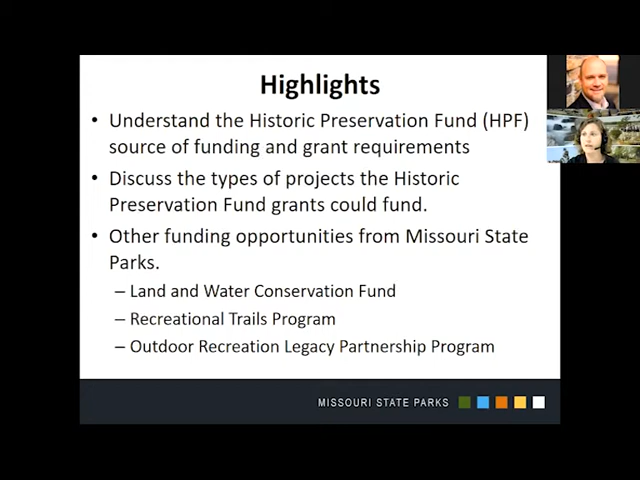 Highlights
• Understand the Historic Preservation Fund (HPF)
source of funding and grant requirements
• Discuss the types of projects the Historic
Preservation Fund grants could fund.
• Other funding opportunities from Missouri State
Parks.
– Land and Water Conservation Fund
– Recreational Trails Program
– Outdoor Recreation Legacy Partnership Program
MISSOURI STATE PARKS